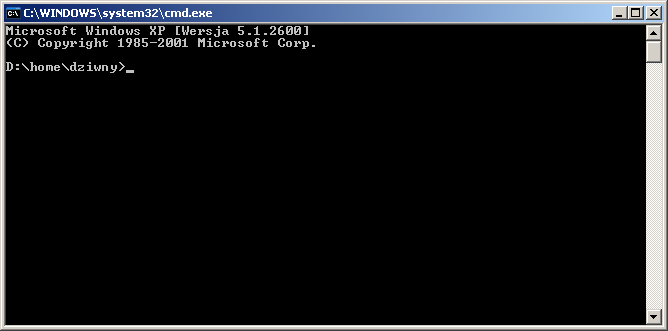 C:\WINDOWS\system32\cmd.exe
Microsoft Windows XP [Wersja 5.1.2600]
(C) Copyright 1985-2001 Microsoft Corp.
D:\home\dziwny>_